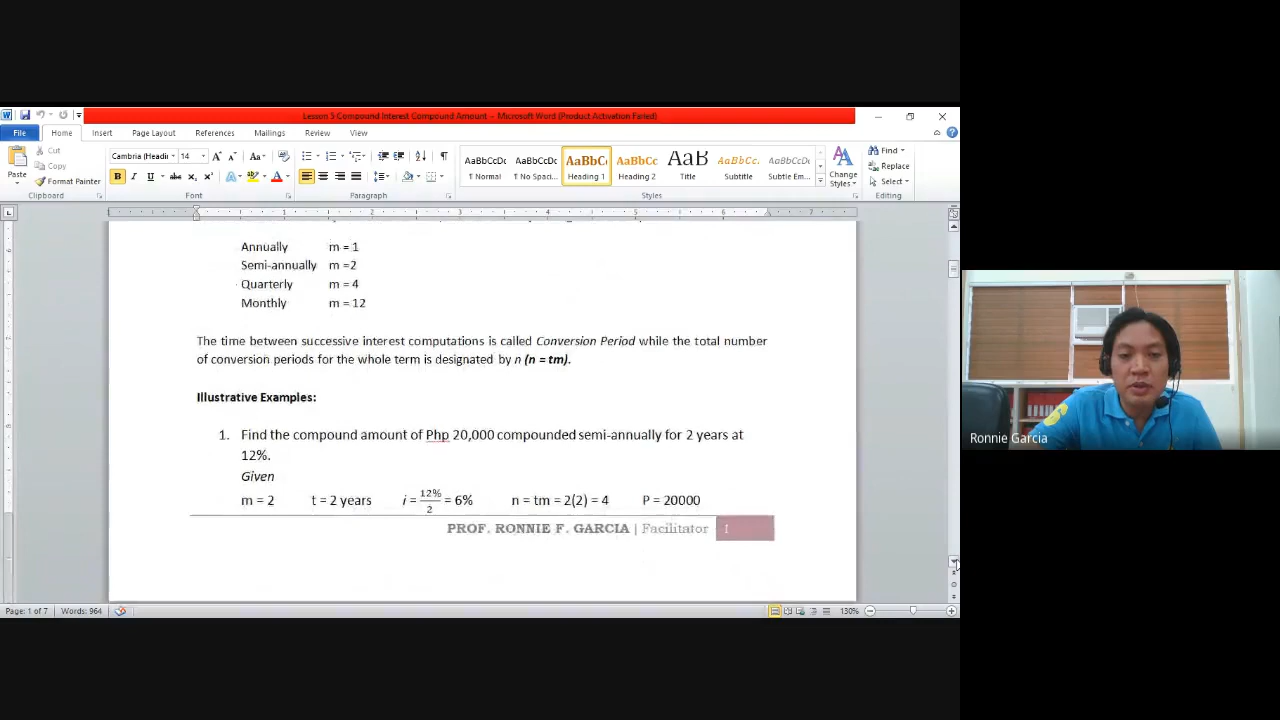 Lesson 5 Compound Interest Compound Amount - Microsoft Word (Product Activation Failed)
File Home Insert Page Layout References Mailings Review View
Paste
Cut
Copy
Format Painter
Clipboard
Cambria (Headi 14
Font
Paragraph
AaBbCcDc AaBbCcDc AaBbC AaBbCc AaB AaBbCc. AaBbCcDc
¶ Normal ¶ No Spaci... Heading 1 Heading 2 Title Subtitle Subtle Em...
Styles
Change Styles
Find
Replace
Select
Editing
Annually m = 1
Semi-annually m =2
Quarterly m = 4
Monthly m = 12
The time between successive interest computations is called Conversion Period while the total number
of conversion periods for the whole term is designated by n (n = tm).
Illustrative Examples:
1. Find the compound amount of Php 20,000 compounded semi-annually for 2 years at
12%.
Given
m = 2 t = 2 years i = 12%/2 = 6% n = tm = 2(2) = 4 P = 20000
PROF. RONNIE F. GARCIA | Facilitator 1
Page: 1 of 7 Words: 964 130%
Ronnie Garcia